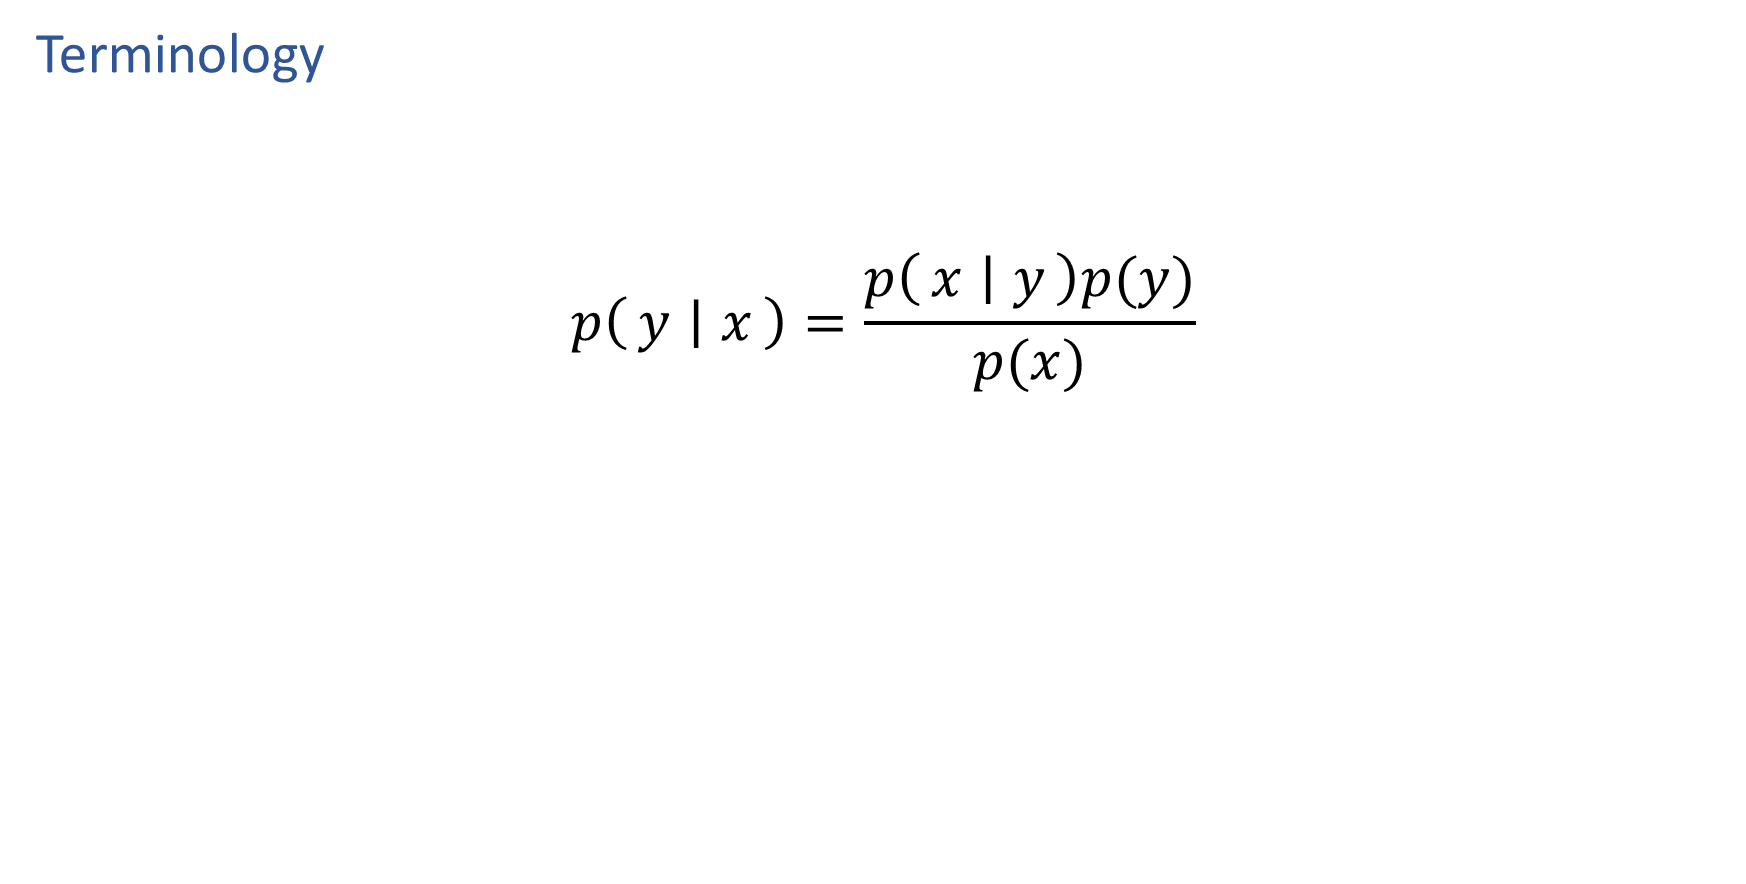 Terminology
p( y | x ) = p( x | y )p(y) / p(x)